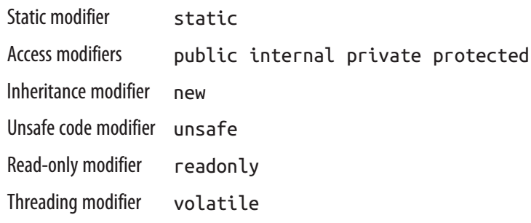 Static modifier static
Access modifiers public internal private protected
Inheritance modifier new
Unsafe code modifier unsafe
Read-only modifier readonly
Threading modifier volatile